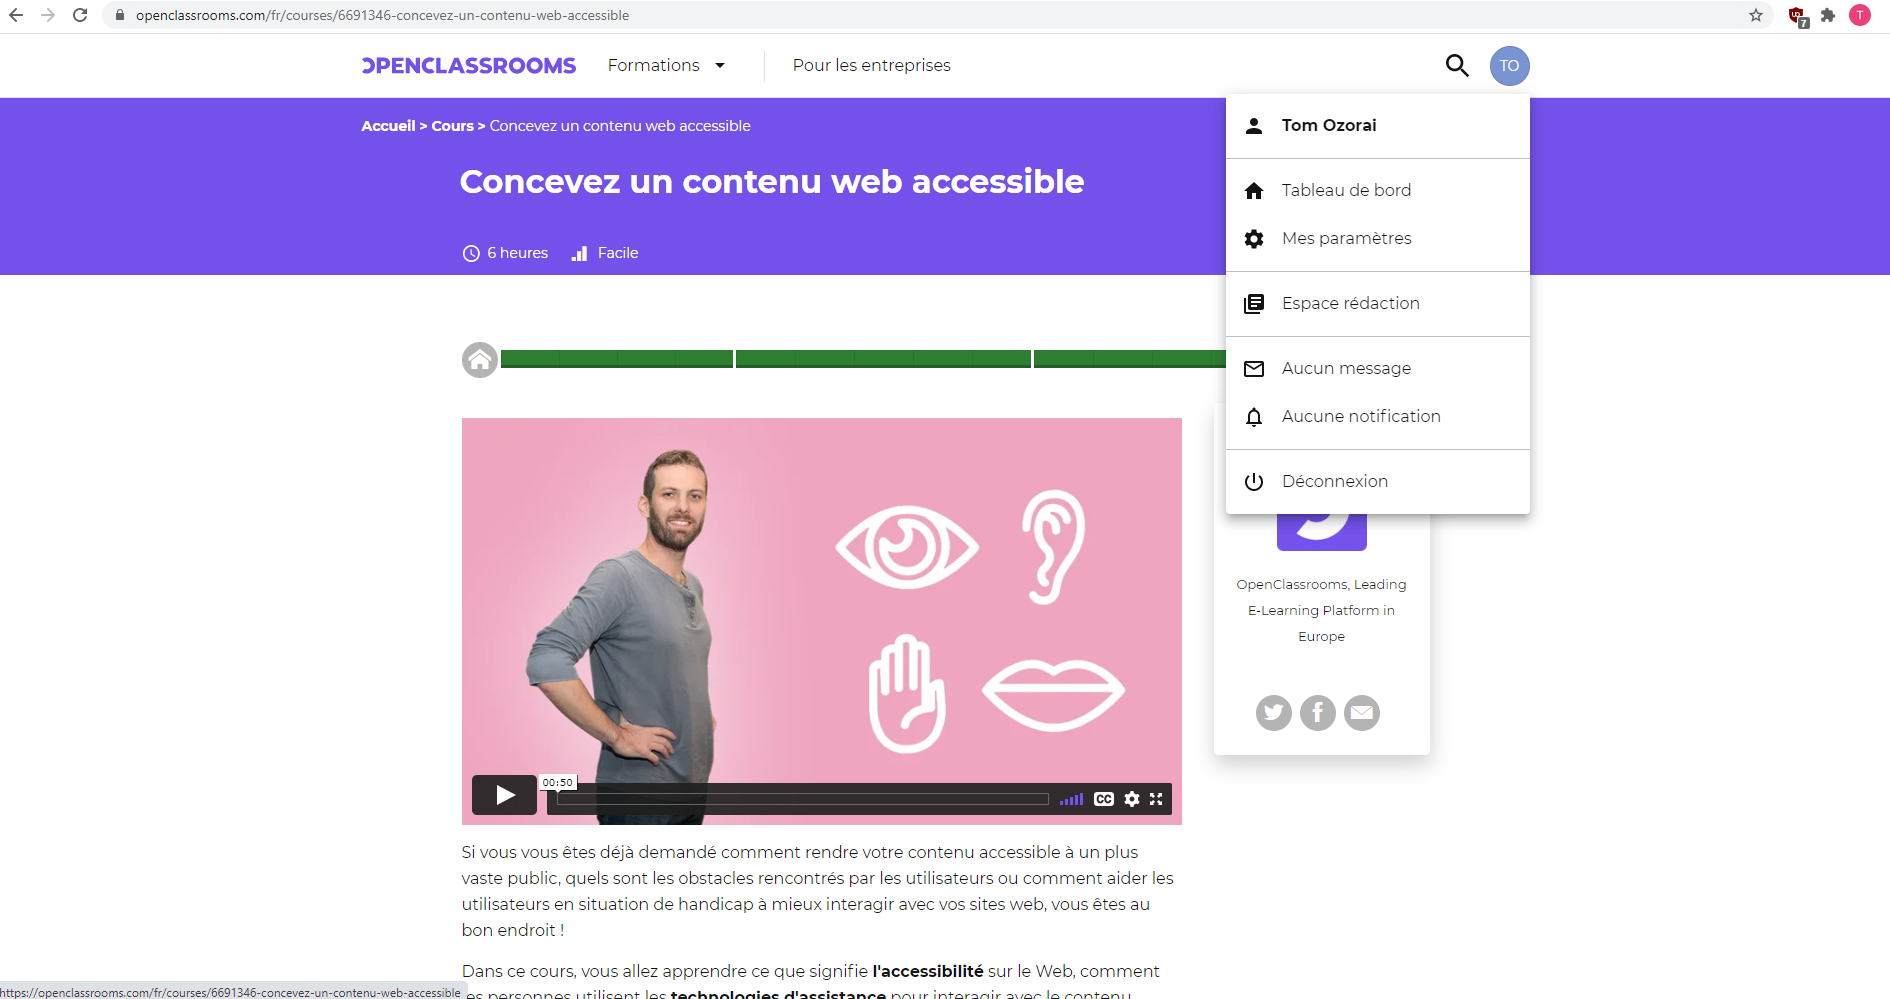 openclassrooms.com/fr/courses/6691346-concevez-un-contenu-web-accessible
7
T
OPENCLASSROOMS
Formations
Pour les entreprises
TO
Accueil > Cours > Concevez un contenu web accessible
Concevez un contenu web accessible
6 heures
Facile
Tom Ozorai
Tableau de bord
Mes paramètres
Espace rédaction
Aucun message
Aucune notification
Déconnexion
OpenClassrooms, Leading
E-Learning Platform in
Europe
00:50
CC
Si vous vous êtes déjà demandé comment rendre votre contenu accessible à un plus
vaste public, quels sont les obstacles rencontrés par les utilisateurs ou comment aider les
utilisateurs en situation de handicap à mieux interagir avec vos sites web, vous êtes au
bon endroit !
Dans ce cours, vous allez apprendre ce que signifie l'accessibilité sur le Web, comment
personnes utilisent les technologies d'assistance pour interagir avec le contenu
https://openclassrooms.com/fr/courses/6691346-concevez-un-contenu-web-accessible